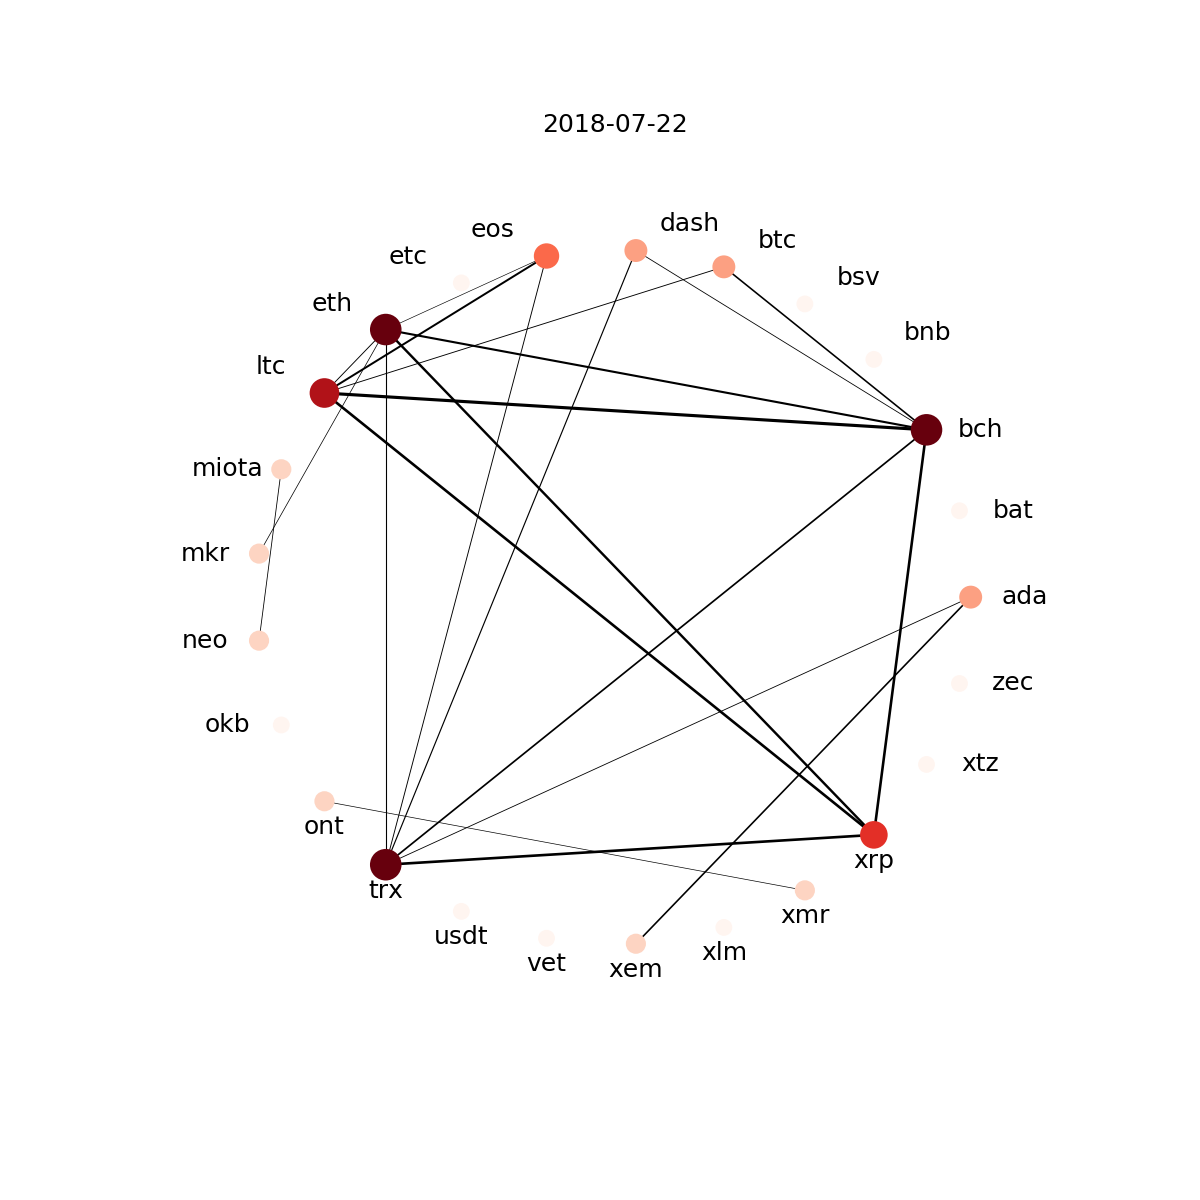 2018-07-22
dash
eos
btc
etc
bsv
eth
bnb
ltc
bch
miota
bat
mkr
ada
neo
zec
okb
xtz
ont
xrp
trx
xmr
usdt
xlm
vet
xem